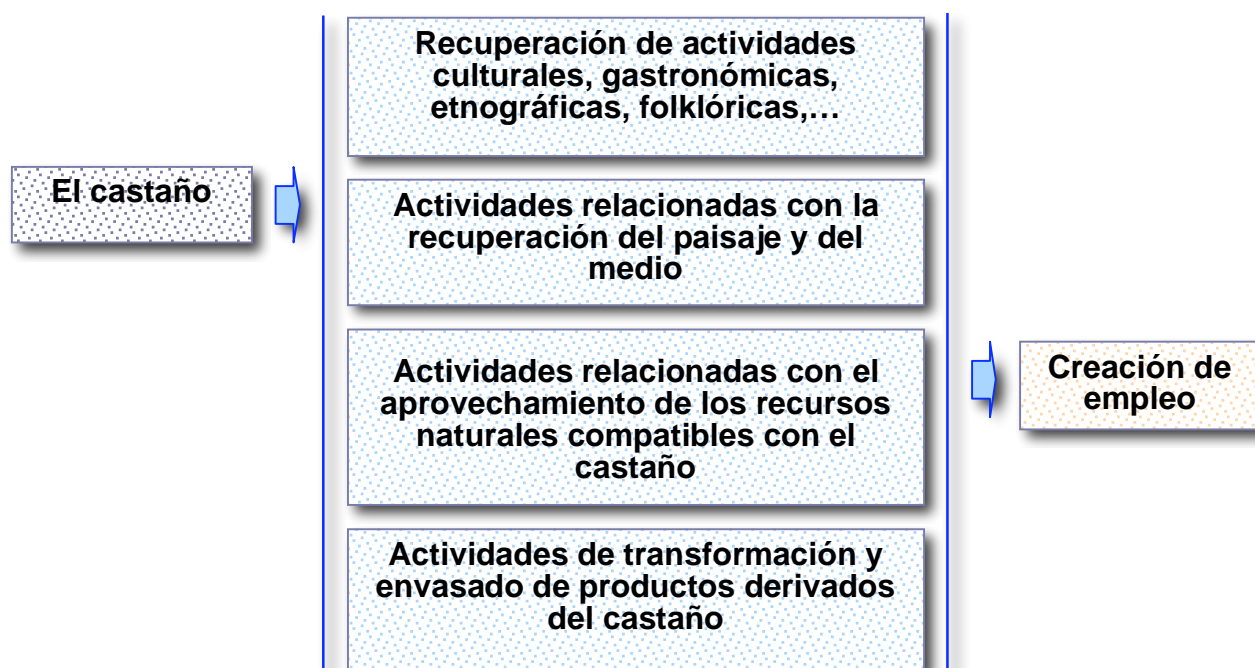 Recuperación de actividades
culturales, gastronómicas,
etnográficas, folklóricas,…
El castaño
Actividades relacionadas con la
recuperación del paisaje y del
medio
Actividades relacionadas con el
aprovechamiento de los recursos
naturales compatibles con el
castaño
Creación de
empleo
Actividades de transformación y
envasado de productos derivados
del castaño